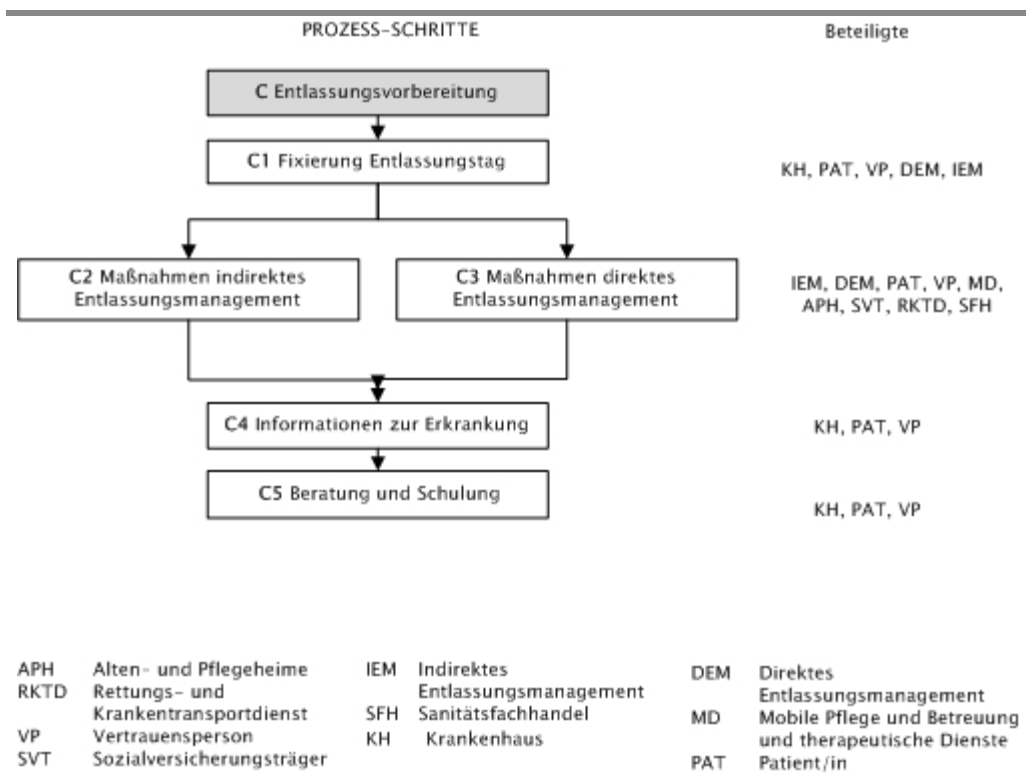 PROZESS-SCHRITTE
Beteiligte
C Entlassungsvorbereitung
C1 Fixierung Entlassungstag
KH, PAT, VP, DEM, IEM
C2 Maßnahmen indirektes
Entlassungsmanagement
C3 Maßnahmen direktes
Entlassungsmanagement
IEM, DEM, PAT, VP, MD,
APH, SVT, RKTD, SFH
C4 Informationen zur Erkrankung
KH, PAT, VP
C5 Beratung und Schulung
KH, PAT, VP
APH Alten- und Pflegeheime
RKTD Rettungs- und
Krankentransportdienst
VP Vertrauensperson
SVT Sozialversicherungsträger
IEM Indirektes
Entlassungsmanagement
SFH Sanitätsfachhandel
KH Krankenhaus
DEM Direktes
Entlassungsmanagement
MD Mobile Pflege und Betreuung
und therapeutische Dienste
PAT Patient/in